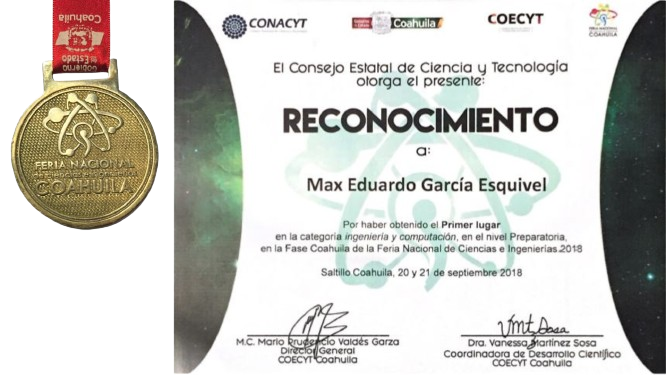 Coahuila
Gobierno
de Estado
FERIA NACIONAL
COAHUILA
CONACYT
Coahuila
COECYT
FERIA NACIONAL
COAHUILA
El Consejo Estatal de Ciencia y Tecnología
otorga el presente:
RECONOCIMIENTO
a:
Max Eduardo García Esquivel
Por haber obtenido el Primer lugar
en la categoría ingeniería y computación, en el nivel Preparatoria,
en la Fase Coahuila de la Feria Nacional de Ciencias e Ingenierías 2018
Saltillo Coahuila, 20 y 21 de septiembre 2018
M.C. Mario Prudencio Valdés Garza
Director General
COECYT Coahuila
Dra. Vanessa Martínez Sosa
Coordinadora de Desarrollo Científico
COECYT Coahuila